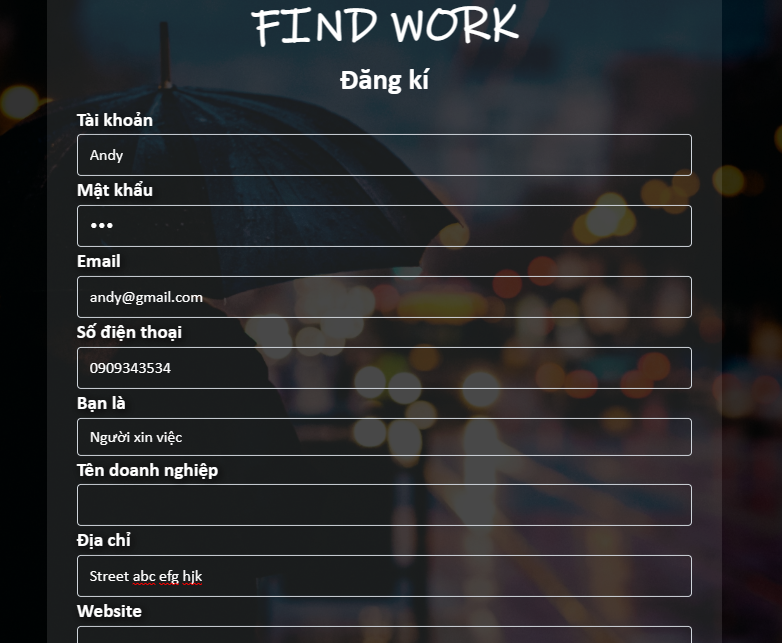 FIND WORK
Đăng kí
Tài khoản
Andy
Mật khẩu
•••
Email
andy@gmail.com
Số điện thoại
0909343534
Bạn là
Người xin việc
Tên doanh nghiệp
Địa chỉ
Street abc efg hjk
Website